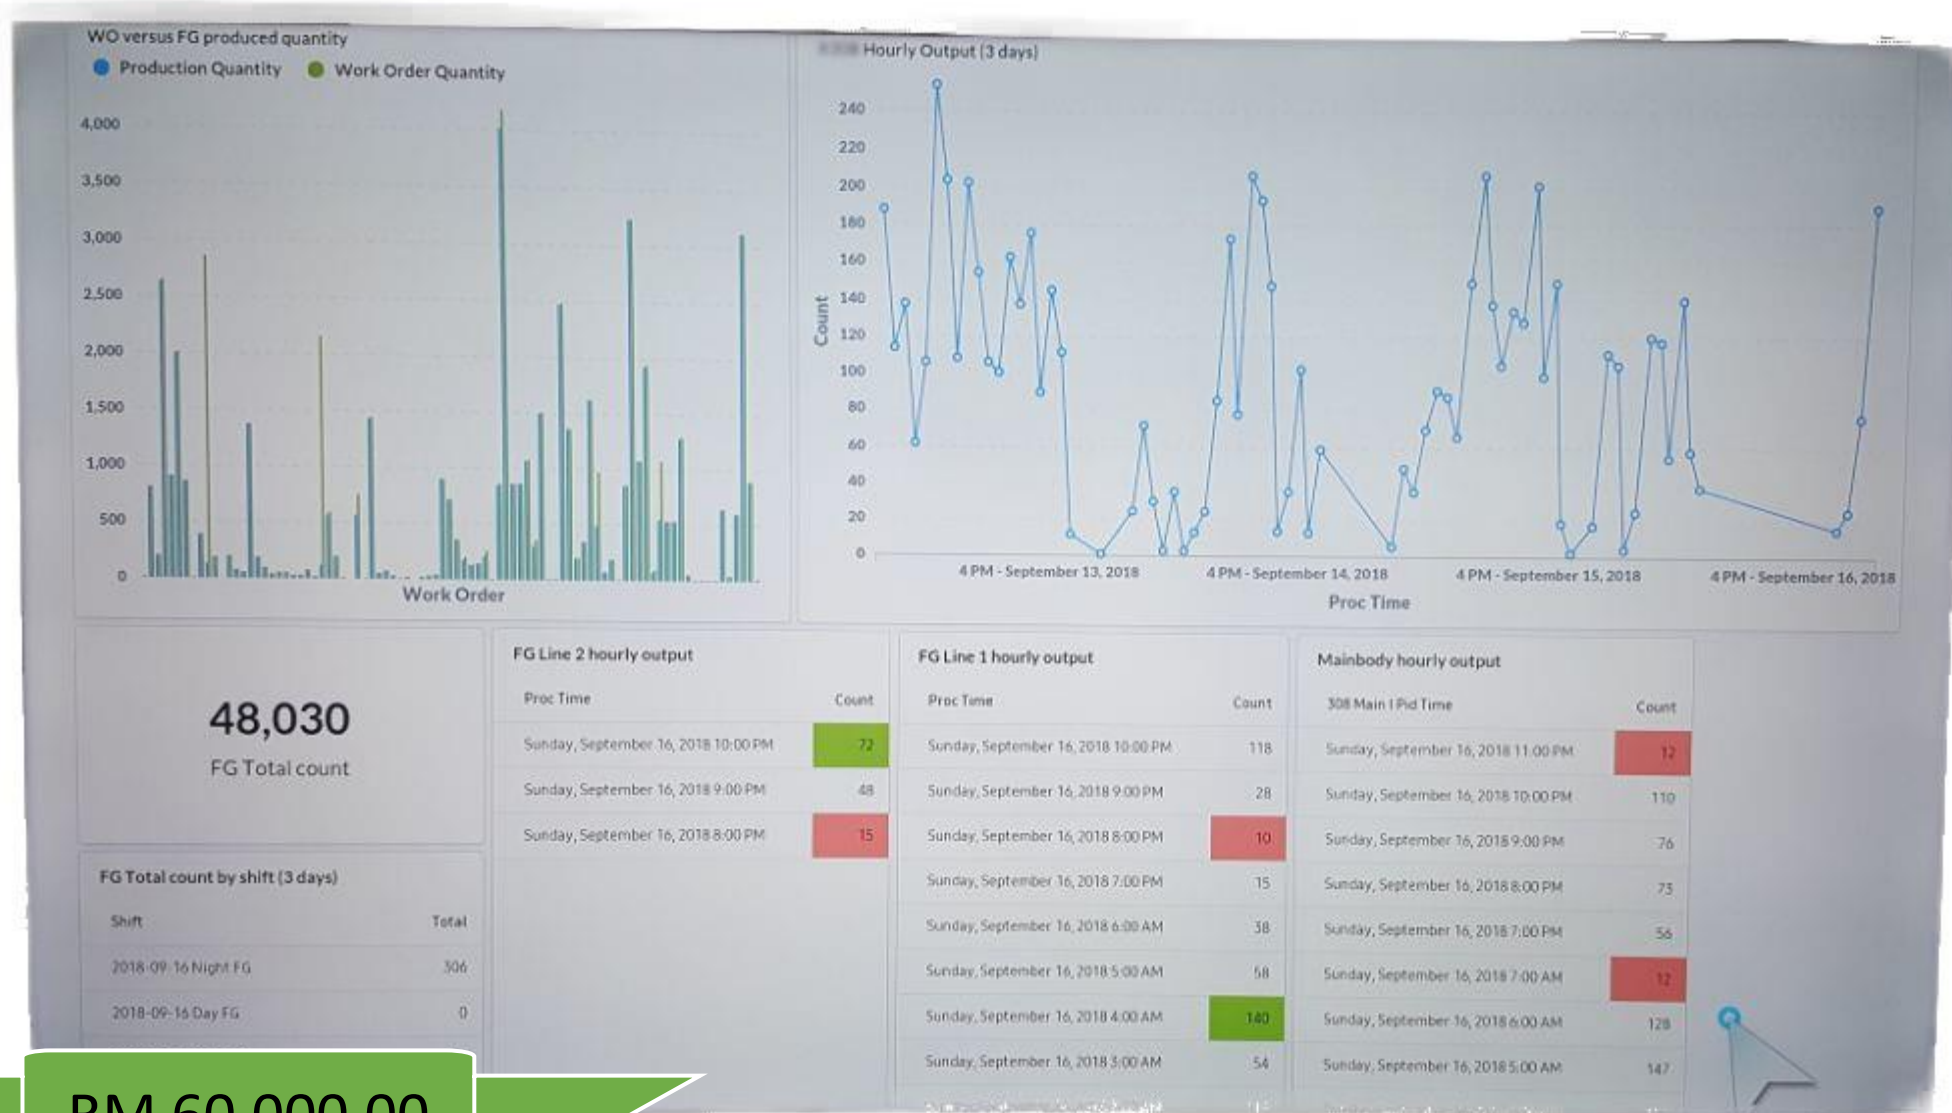 WO versus FG produced quantity
Production Quantity Work Order Quantity
4,000
3,500
3,000
2,500
2,000
1,500
1,000
500
0
Work Order
Hourly Output (3 days)
240
220
200
180
160
140
120
100
80
60
40
20
0
Count
4 PM - September 13, 2018 4 PM - September 14, 2018 4 PM - September 15, 2018 4 PM - September 16, 2018
Proc Time
48,030
FG Total count
FG Total count by shift (3 days)
Shift Total
2018-09-16 Night FG 306
2018-09-16 Day FG 0
FG Line 2 hourly output
Proc Time Count
Sunday, September 16, 2018 10:00 PM 72
Sunday, September 16, 2018 9:00 PM 48
Sunday, September 16, 2018 8:00 PM 15
FG Line 1 hourly output
Proc Time Count
Sunday, September 16, 2018 10:00 PM 118
Sunday, September 16, 2018 9:00 PM 28
Sunday, September 16, 2018 8:00 PM 10
Sunday, September 16, 2018 7:00 PM 15
Sunday, September 16, 2018 6:00 AM 38
Sunday, September 16, 2018 5:00 AM 58
Sunday, September 16, 2018 4:00 AM 140
Sunday, September 16, 2018 3:00 AM 54
Mainbody hourly output
308 Main I Pid Time Count
Sunday, September 16, 2018 11:00 PM 12
Sunday, September 16, 2018 10:00 PM 110
Sunday, September 16, 2018 9:00 PM 76
Sunday, September 16, 2018 8:00 PM 73
Sunday, September 16, 2018 7:00 PM 56
Sunday, September 16, 2018 7:00 AM 12
Sunday, September 16, 2018 6:00 AM 128
Sunday, September 16, 2018 5:00 AM 147
RM 60,000.00